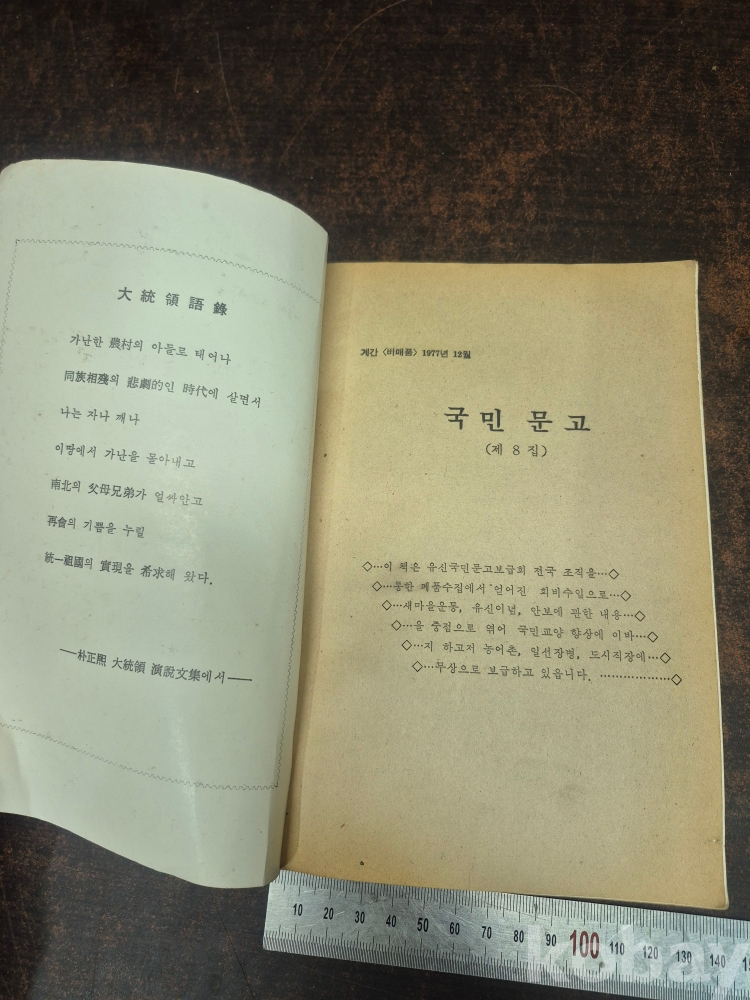 大統領語錄
가난한 農村의 아들로 태어나
同族相殘의 悲劇的인 時代에 살면서
나는 자나 깨나
이땅에서 가난을 몰아내고
南北의 父母兄弟가 얼싸안고
再會의 기쁨을 누릴
統一祖國의 實現을 希求해 왔다.
──朴正熙 大統領 演說文集에서──
계간 〈비매품〉 1977년 12월
국민 문고
(제 8 집)
◇…이 책은 유신국민문고보급회 전국 조직을…◇
◇…통한 폐품수집에서 얻어진 회비수입으로…◇
◇…새마을운동, 유신이념, 안보에 관한 내용…◇
◇…을 중점으로 엮어 국민교양 향상에 이바…◇
◇…지 하고저 농어촌, 일선장병, 도시직장에…◇
◇…무상으로 보급하고 있읍니다. ………………◇
10 20 30 40 50 60 70 80 90 100 110 120 130 140